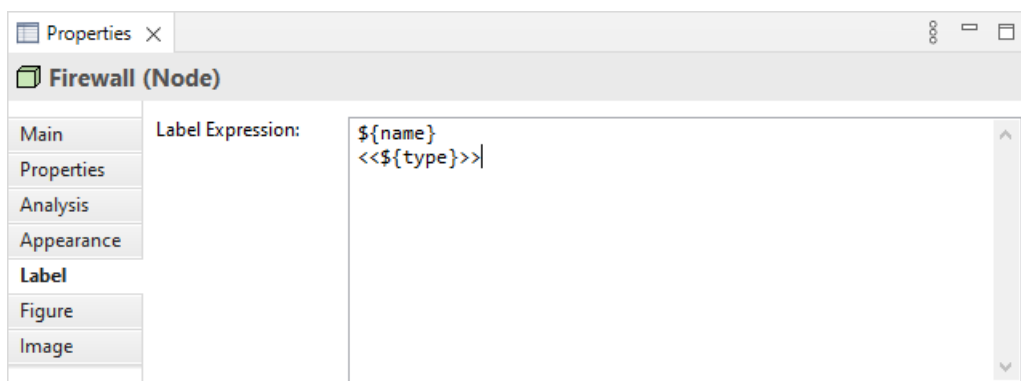 Properties
Firewall (Node)
Main
Properties
Analysis
Appearance
Label
Figure
Image
Label Expression:
${name}
<<${type}>>